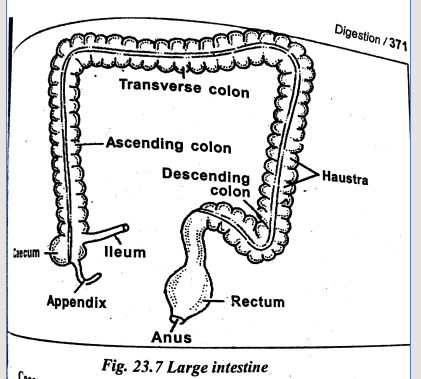 Digestion / 371
Transverse colon
Ascending colon
Descending
colon
Haustra
Caecum
Ileum
Appendix
Rectum
Anus
Fig. 23.7 Large intestine